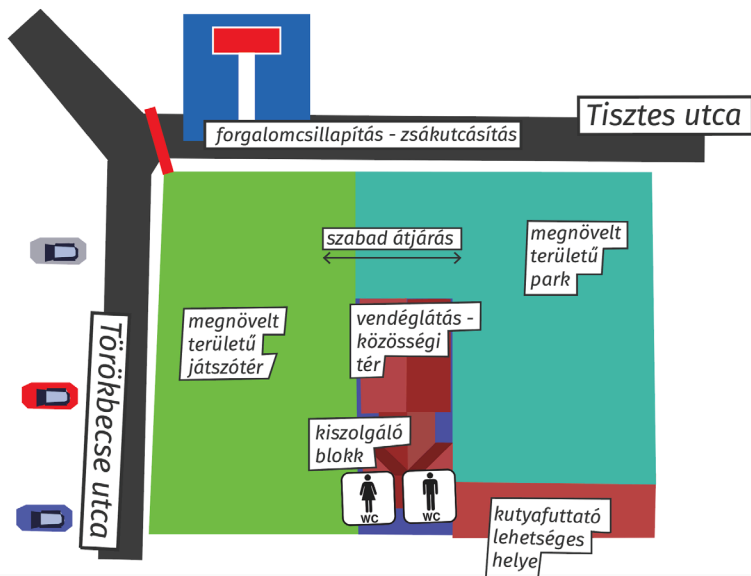 Tisztes utca
forgalomcsillapítás - zsákutcásítás
szabad átjárás
megnövelt
területű
park
megnövelt
területű
játszótér
vendéglátás -
közösségi
tér
Törökbecse utca
kiszolgáló
blokk
WC
WC
kutyafuttató
lehetséges
helye